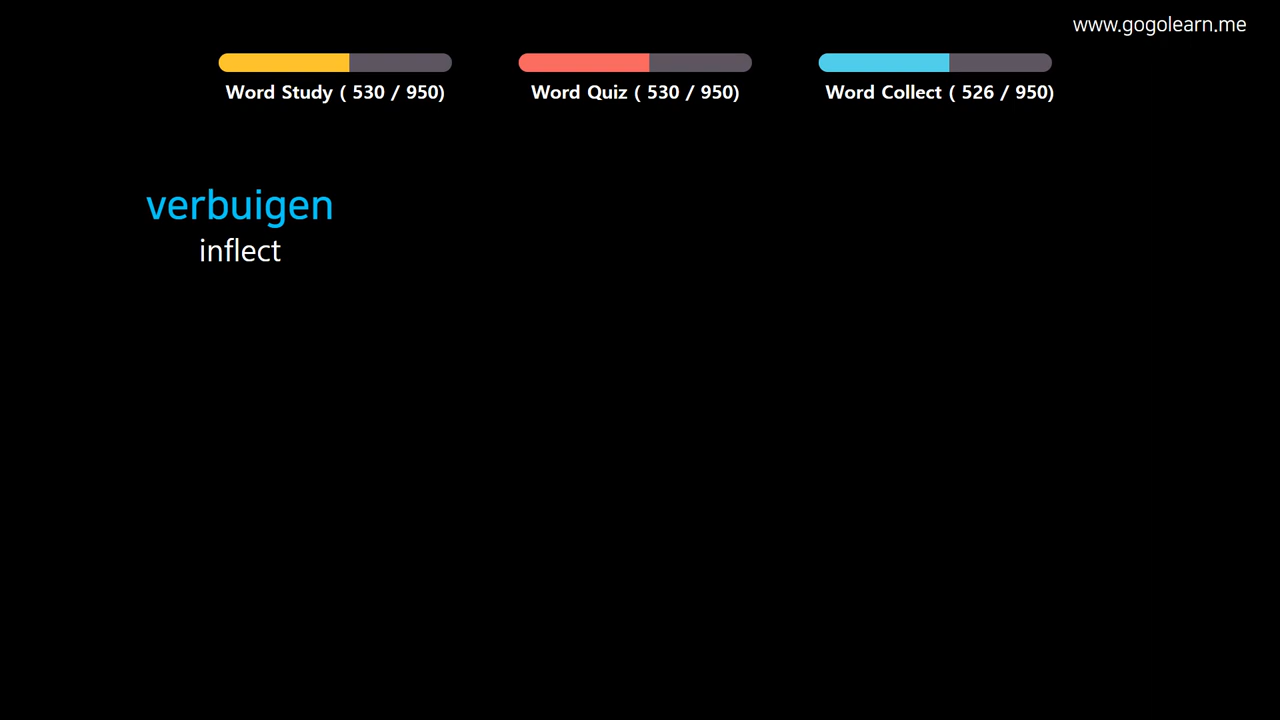 www.gogolearn.me
Word Study ( 530 / 950)
Word Quiz ( 530 / 950)
Word Collect ( 526 / 950)
verbuigen
inflect